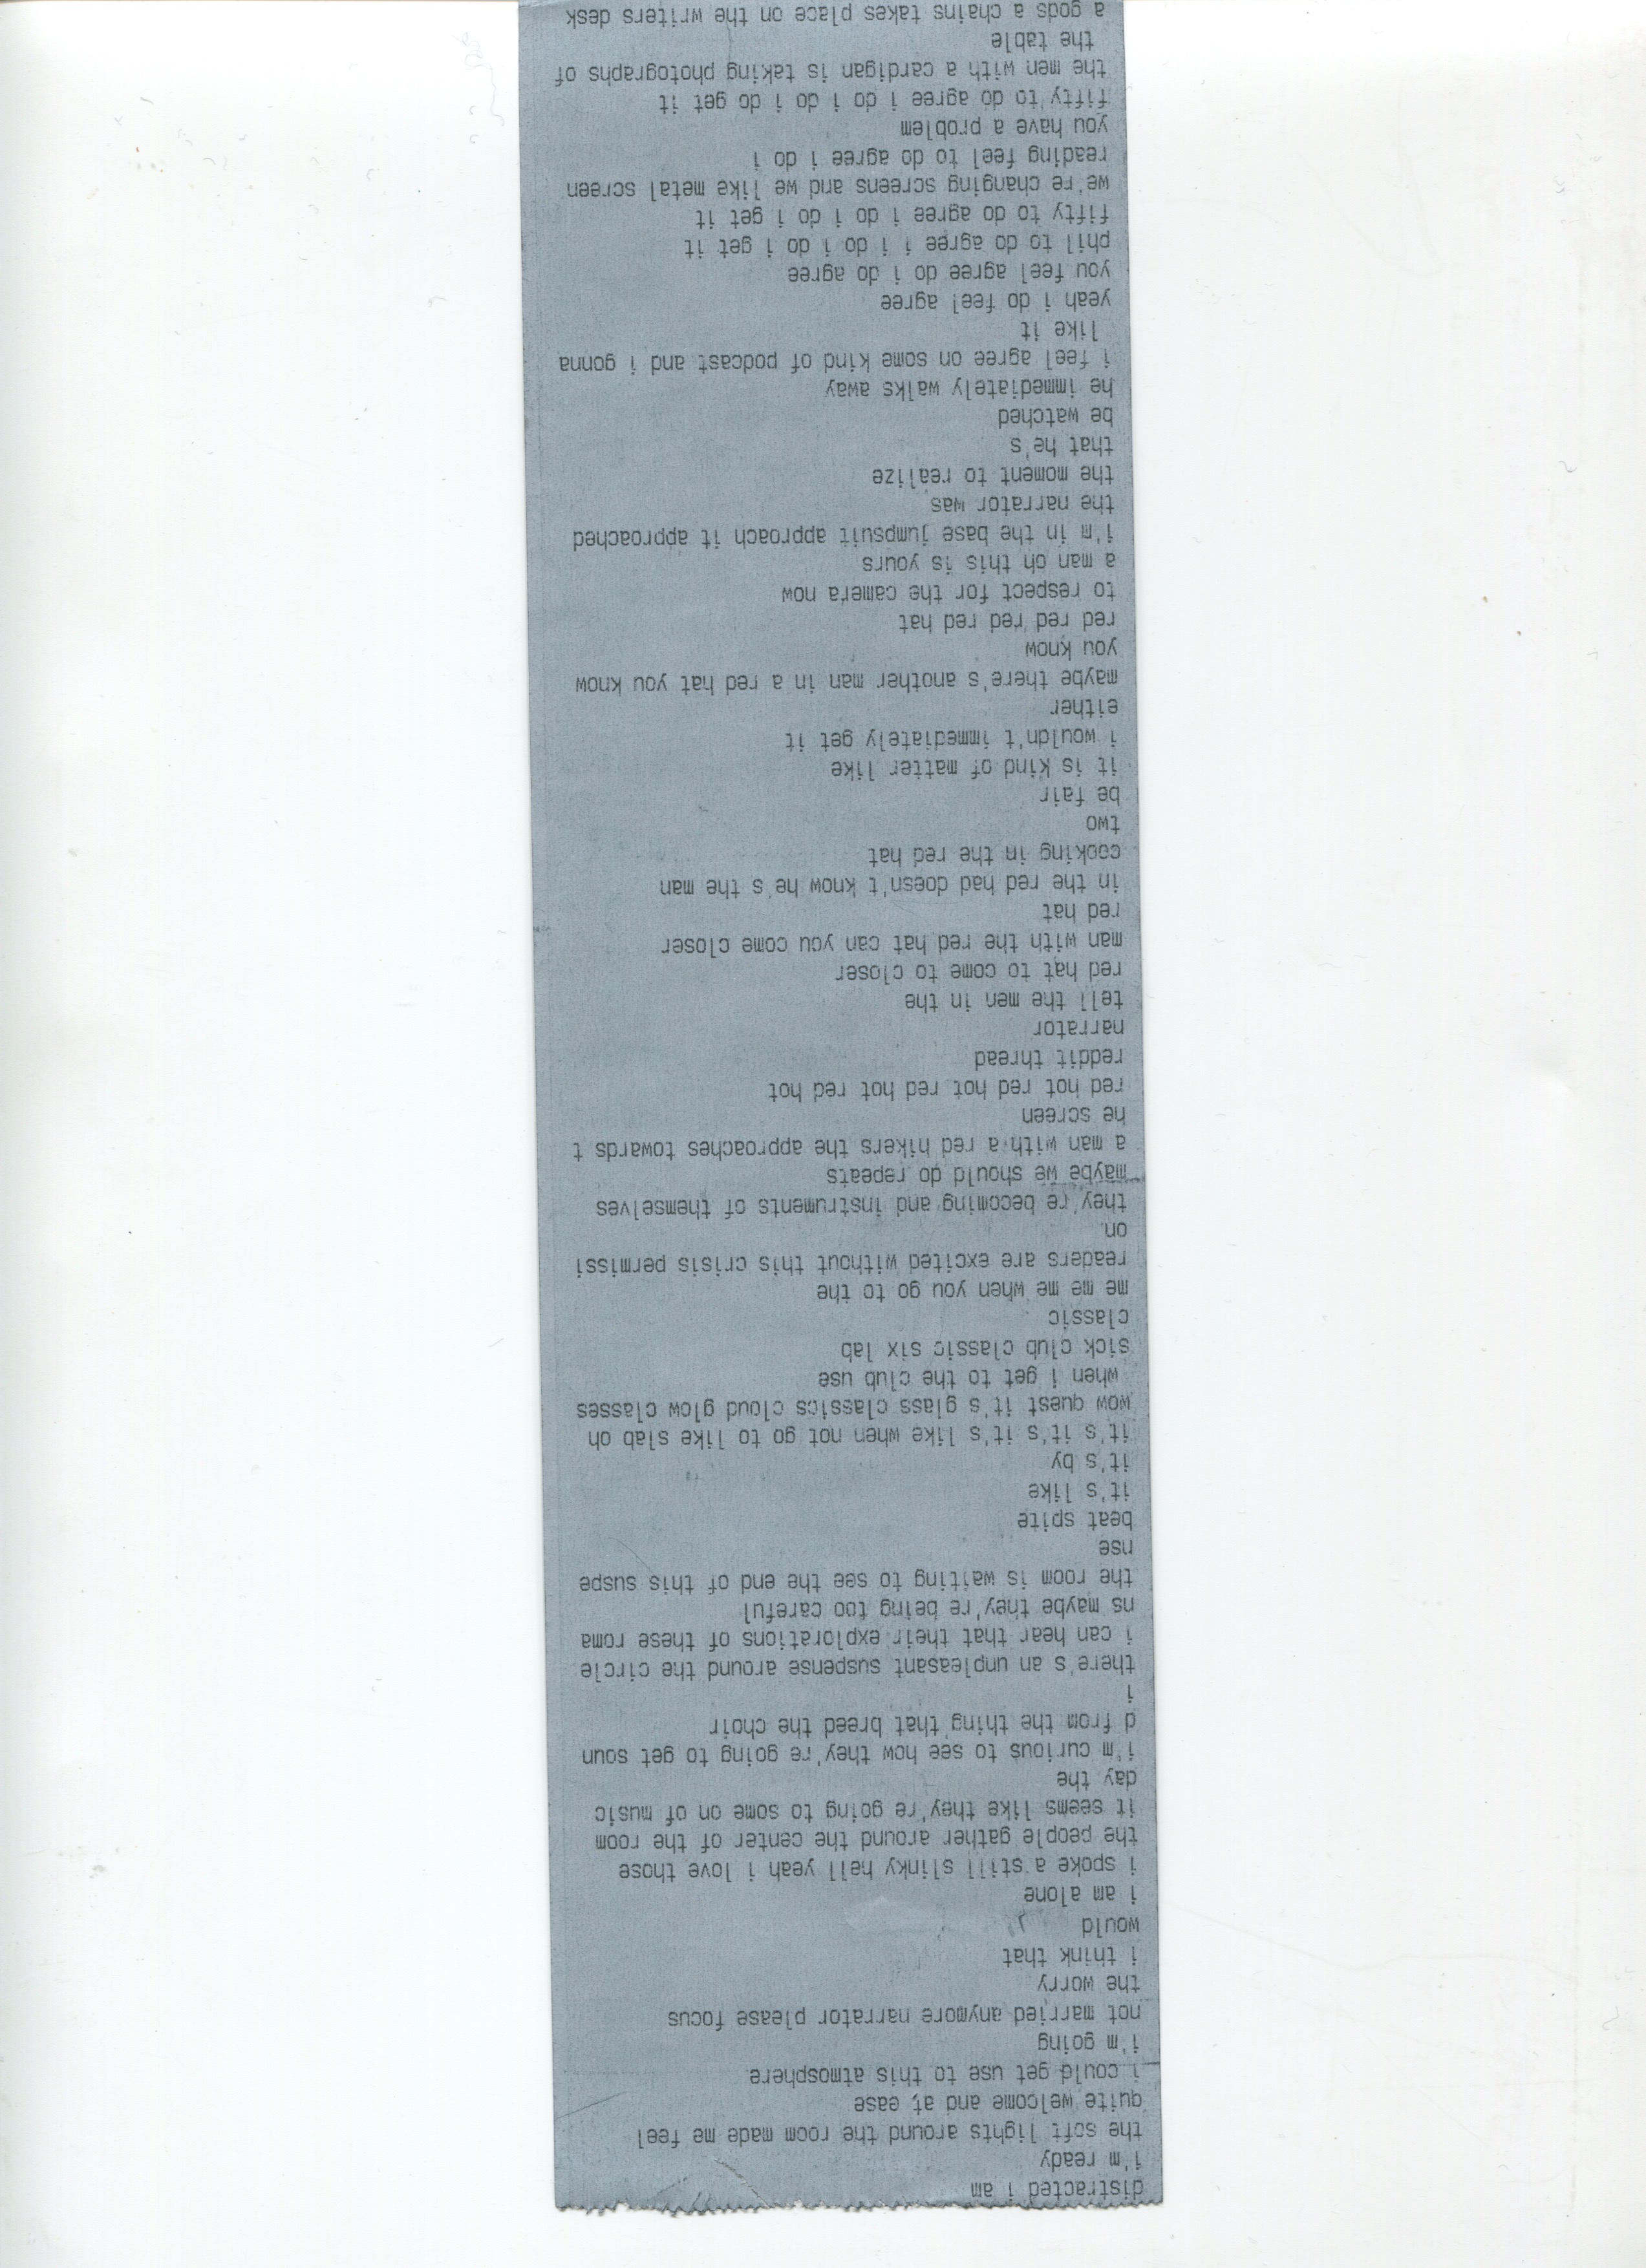 distracted i am
i'm ready
the soft lights around the room made me feel
quite welcome and at ease
i could get use to this atmosphere
i'm going
not married anymore narrator please focus
the worry
i think that
would
i am alone
i spoke a still slinky hell yeah i love those
the people gather around the center of the room
it seems like they're going to some on of music
day the
i'm curious to see how they're going to get soun
d from the thing that breed the choir
i
there's an unpleasant suspense around the circle
i can hear that their explorations of these roma
ns maybe they're being too careful
the room is waiting to see the end of this suspe
nse
beat spite
it's like
it's by
it's it's it's like when not go to like slab oh
wow quest it's glass classics cloud glow classes
when i get to the club use
sick club classic six lab
classic
me me me when you go to the
readers are excited without this crisis permissi
on
they're becoming and instruments of themselves
maybe we should do repeats
a man with a red hikers the approaches towards t
he screen
red hot red hot red hot red hot
reddit thread
narrator
tell the men in the
red hat to come to closer
man with the red hat can you come closer
red hat
in the red had doesn't know he's the man
cooking in the red hat
two
be fair
it is kind of matter like
i wouldn't immediately get it
either
maybe there's another man in a red hat you know
you know
red red red red hat
to respect for the camera now
a man oh this is yours
i'm in the base jumpsuit approach it approached
the narrator was
the moment to realize
that he's
be watched
he immediately walks away
i feel agree on some kind of podcast and i gonna
like it
yeah i do feel agree
you feel agree do i do agree
phil to do agree i i do i do i get it
fifty to do agree i do i do i get it
we're changing screens and we like metal screen
reading feel to do agree i do i
you have a problem
fifty to do agree i do i do i do get it
the men with a cardigan is taking photographs of
the table
a gods a chains takes place on the writers desk